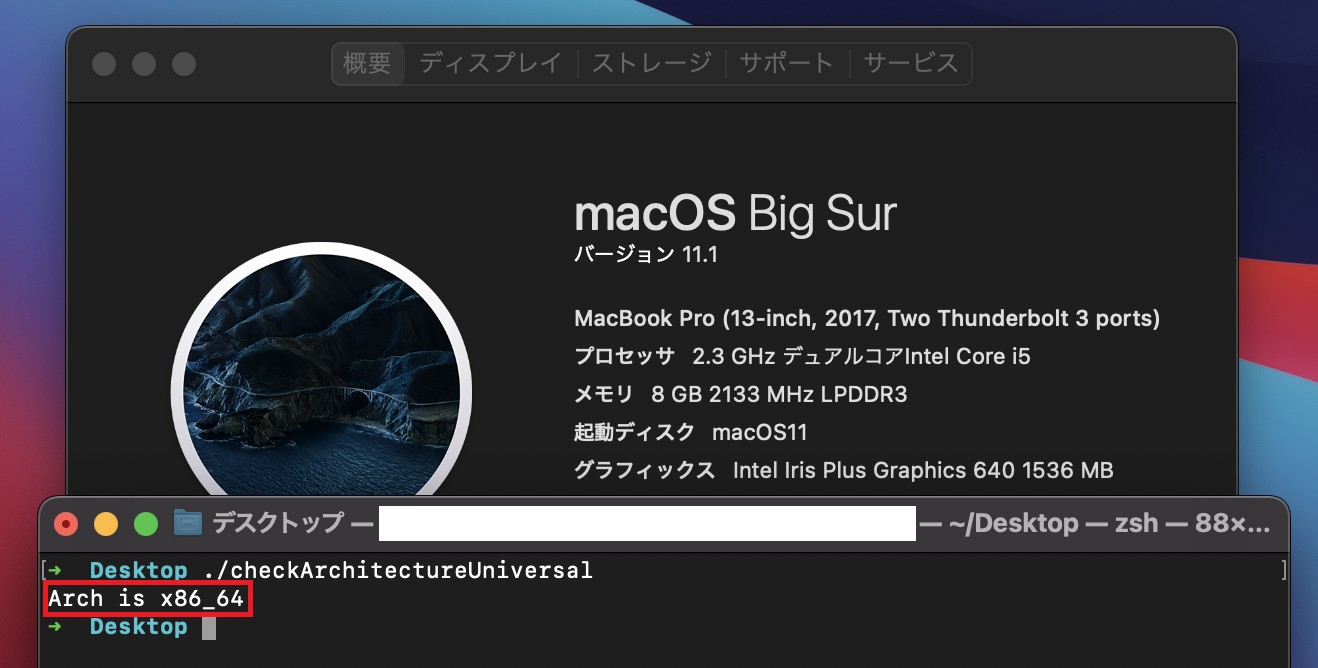 概要 ディスプレイ ストレージ サポート サービス
macOS Big Sur
バージョン 11.1
MacBook Pro (13-inch, 2017, Two Thunderbolt 3 ports)
プロセッサ 2.3 GHz デュアルコアIntel Core i5
メモリ 8 GB 2133 MHz LPDDR3
起動ディスク macOS11
グラフィックス Intel Iris Plus Graphics 640 1536 MB
デスクトップ — — ~/Desktop — zsh — 88×...
[➜ Desktop ./checkArchitectureUniversal ]
Arch is x86_64
➜ Desktop